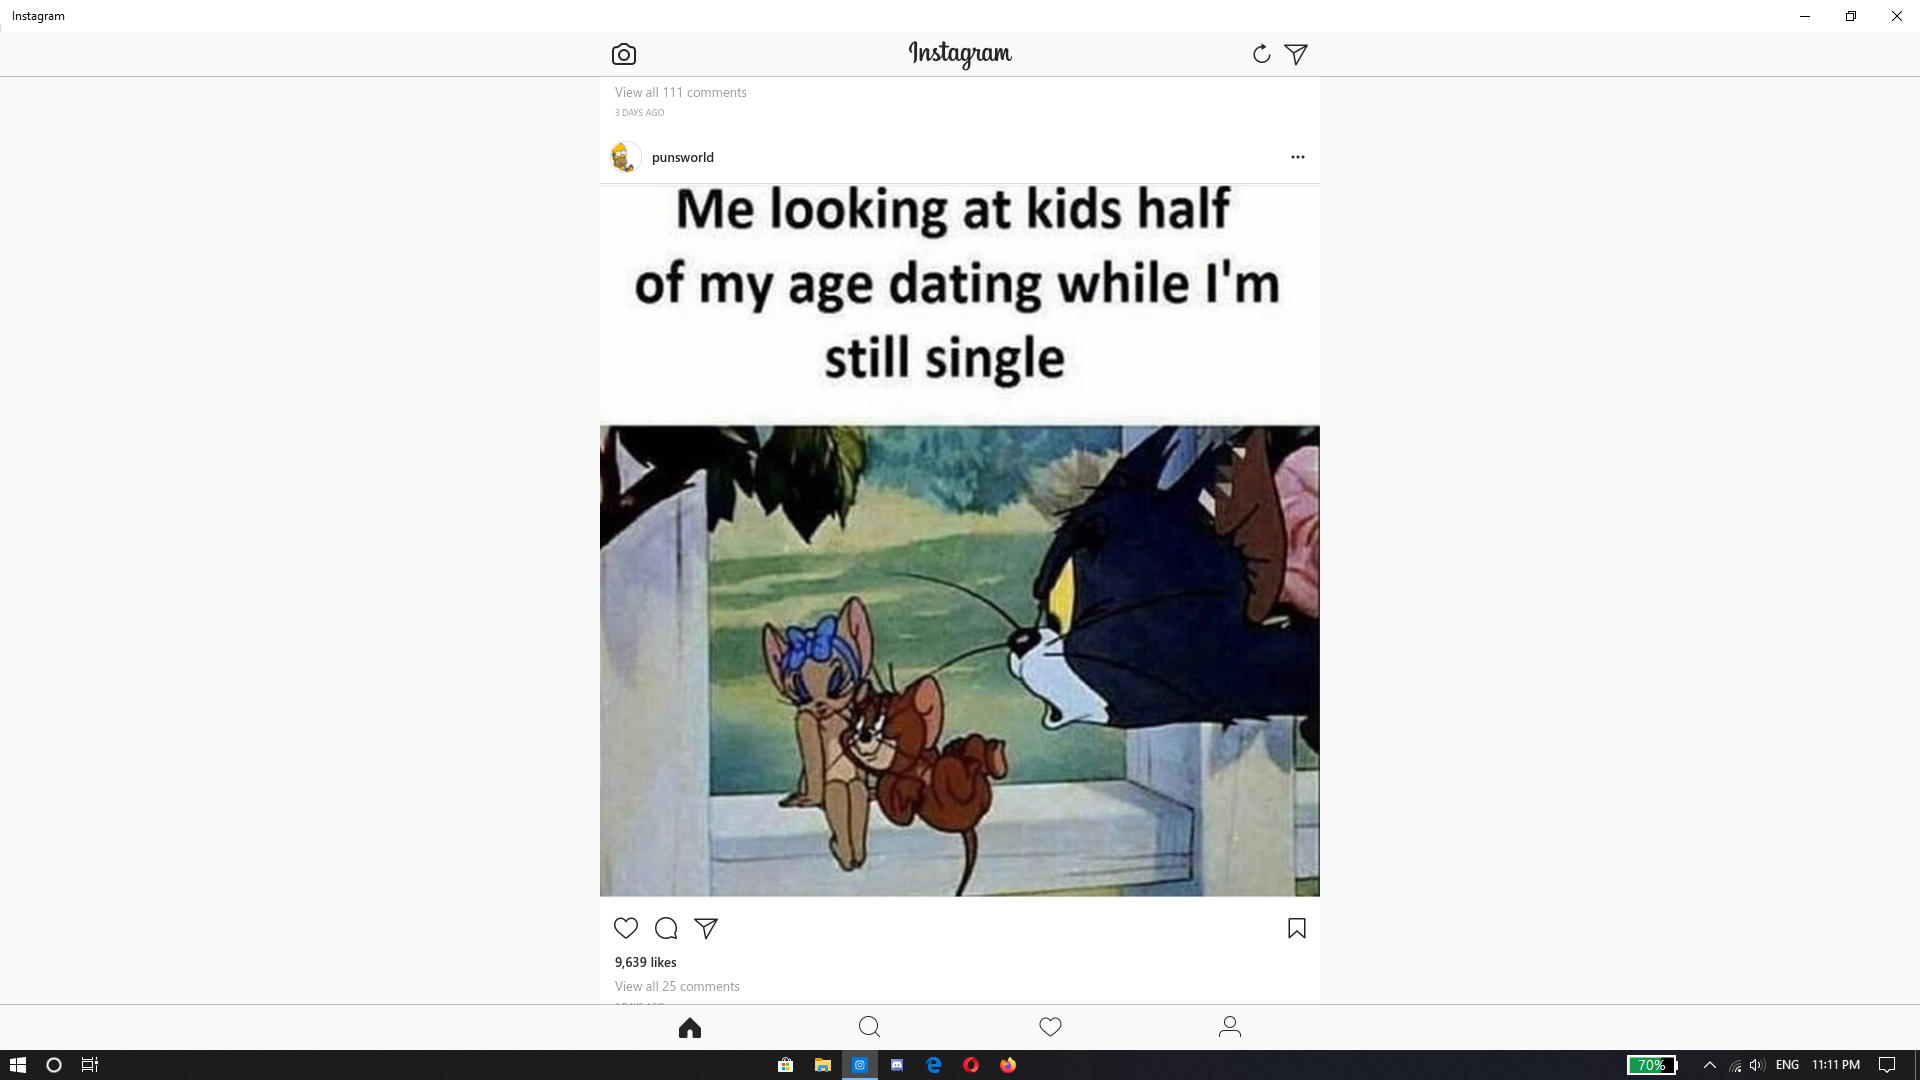 Instagram
Instagram
View all 111 comments
3 DAYS AGO
punsworld
Me looking at kids half
of my age dating while I'm
still single
9,639 likes
View all 25 comments
70%
ENG
11:11 PM